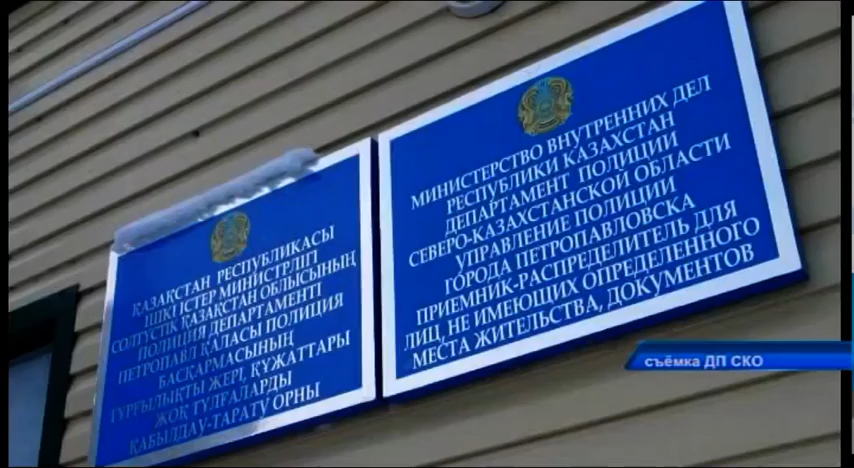 ҚАЗАҚСТАН РЕСПУБЛИКАСЫ
ІШКІ ІСТЕР МИНИСТРЛІГІ
СОЛТҮСТІК ҚАЗАҚСТАН ОБЛЫСЫНЫҢ
ПОЛИЦИЯ ДЕПАРТАМЕНТІ
ПЕТРОПАВЛ ҚАЛАСЫ ПОЛИЦИЯ
БАСҚАРМАСЫНЫҢ
ТҰРҒЫЛЫҚТЫ ЖЕРІ, ҚҰЖАТТАРЫ
ЖОҚ ТҰЛҒАЛАРДЫ
ҚАБЫЛДАУ-ТАРАТУ ОРНЫ
МИНИСТЕРСТВО ВНУТРЕННИХ ДЕЛ
РЕСПУБЛИКИ КАЗАХСТАН
ДЕПАРТАМЕНТ ПОЛИЦИИ
СЕВЕРО-КАЗАХСТАНСКОЙ ОБЛАСТИ
УПРАВЛЕНИЕ ПОЛИЦИИ
ГОРОДА ПЕТРОПАВЛОВСКА
ПРИЕМНИК-РАСПРЕДЕЛИТЕЛЬ ДЛЯ
ЛИЦ, НЕ ИМЕЮЩИХ ОПРЕДЕЛЕННОГО
МЕСТА ЖИТЕЛЬСТВА, ДОКУМЕНТОВ
съёмка ДП СКО